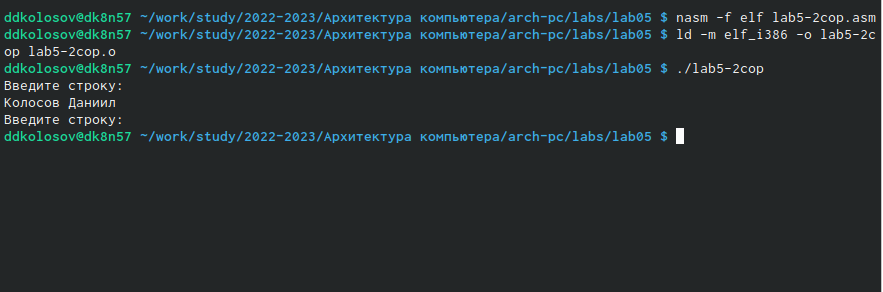 ddkolosov@dk8n57 ~/work/study/2022-2023/Архитектура компьютера/arch-pc/labs/lab05 $ nasm -f elf lab5-2cop.asm
ddkolosov@dk8n57 ~/work/study/2022-2023/Архитектура компьютера/arch-pc/labs/lab05 $ ld -m elf_i386 -o lab5-2c
op lab5-2cop.o
ddkolosov@dk8n57 ~/work/study/2022-2023/Архитектура компьютера/arch-pc/labs/lab05 $ ./lab5-2cop
Введите строку:
Колосов Даниил
Введите строку:
ddkolosov@dk8n57 ~/work/study/2022-2023/Архитектура компьютера/arch-pc/labs/lab05 $